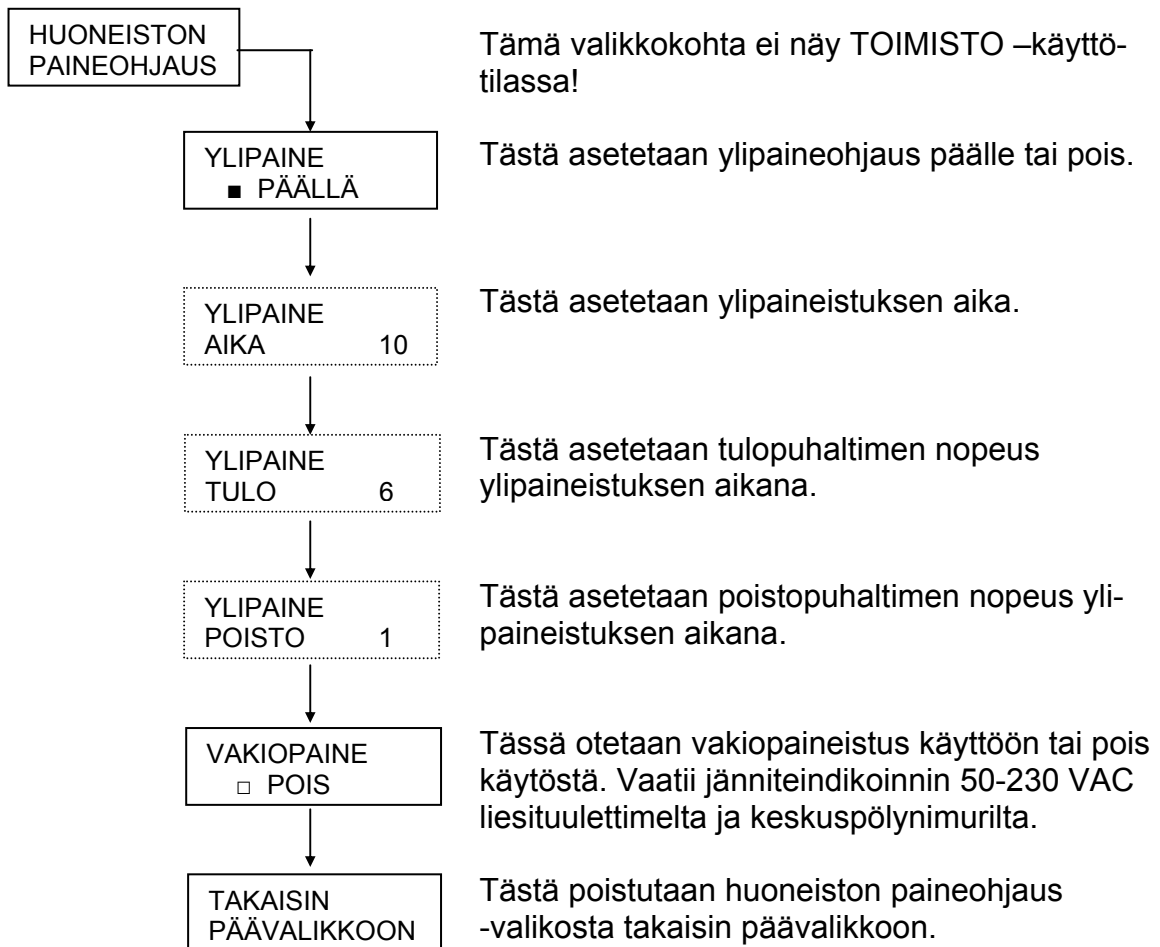 HUONEISTON
PAINEOHJAUS
Tämä valikkokohta ei näy TOIMISTO –käyttö-
tilassa!
YLIPAINE
■ PÄÄLLÄ
Tästä asetetaan ylipaineohjaus päälle tai pois.
YLIPAINE
AIKA 10
Tästä asetetaan ylipaineistuksen aika.
YLIPAINE
TULO 6
Tästä asetetaan tulopuhaltimen nopeus
ylipaineistuksen aikana.
YLIPAINE
POISTO 1
Tästä asetetaan poistopuhaltimen nopeus yli-
paineistuksen aikana.
VAKIOPAINE
□ POIS
Tässä otetaan vakiopaineistus käyttöön tai pois
käytöstä. Vaatii jänniteindikoinnin 50-230 VAC
liesituulettimelta ja keskuspölynimurilta.
TAKAISIN
PÄÄVALIKKOON
Tästä poistutaan huoneiston paineohjaus
-valikosta takaisin päävalikkoon.